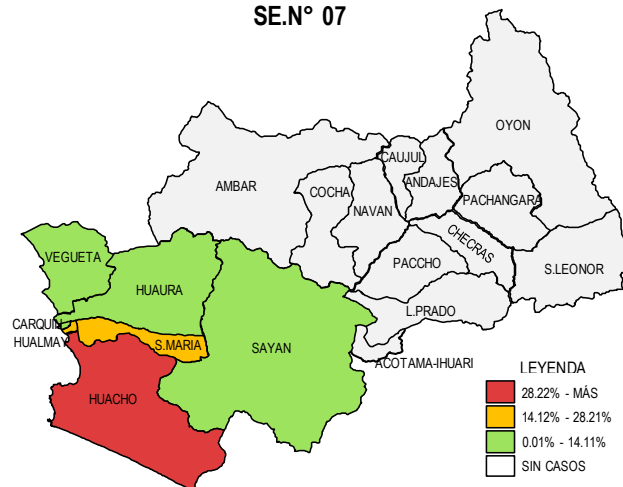 SE.N° 07
OYON
CAUJUL
AMBAR
COCHA
ANDAJES
NAVAN
PACHANGARA
CHECRAS
VEGUETA
PACCHO
S.LEONOR
HUAURA
L.PRADO
CARQUIN
HUALMAY
S.MARIA
SAYAN
ACOTAMA-IHUARI
HUACHO
LEYENDA
28.22% - MÁS
14.12% - 28.21%
0.01% - 14.11%
SIN CASOS